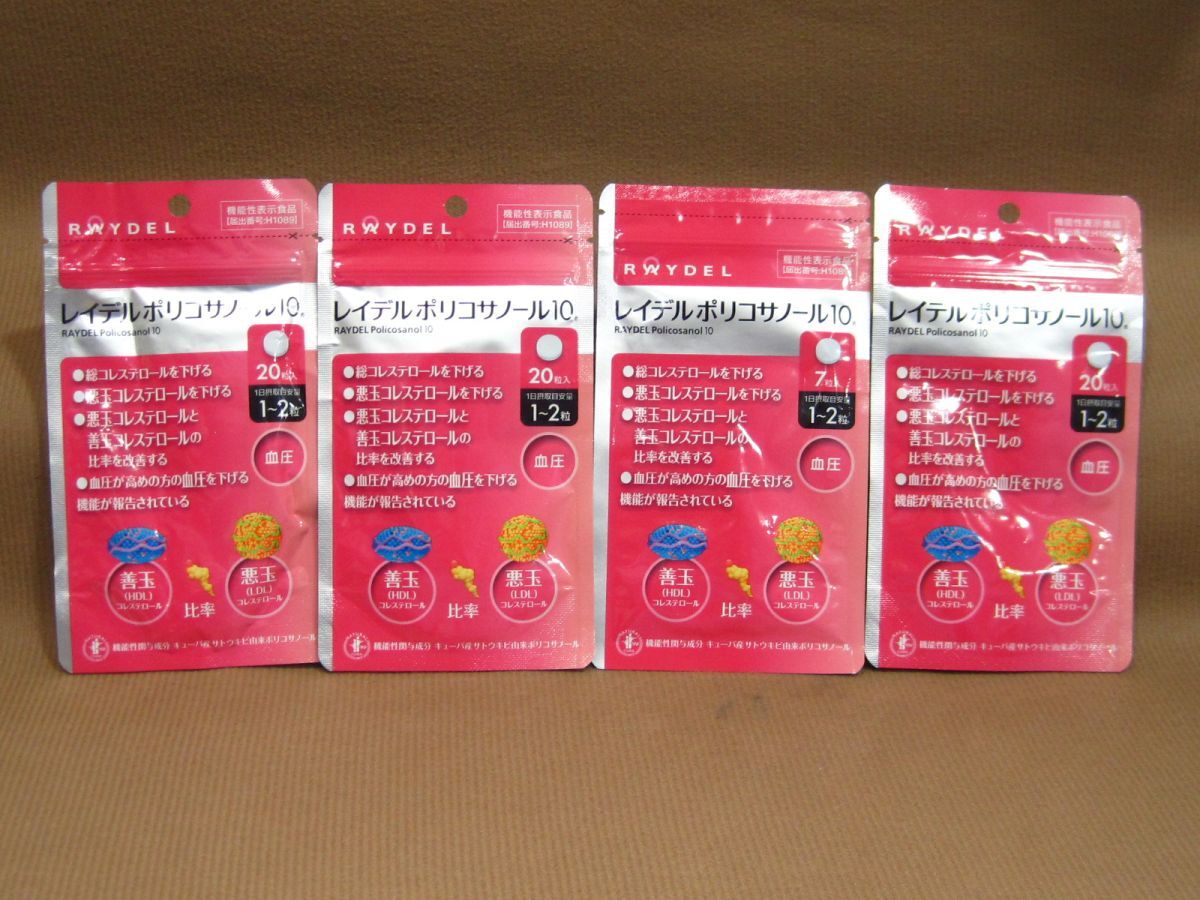 RAYDEL
機能性表示食品
[届出番号:H1089]
レイデルポリコサノール10®
RAYDEL Policosanol 10
20粒入
1日摂取目安量
1~2粒
●総コレステロールを下げる
●悪玉コレステロールを下げる
●悪玉コレステロールと
善玉コレステロールの
比率を改善する
●血圧が高めの方の血圧を下げる
機能が報告されている
血圧
善玉
(HDL)
コレステロール
比率
悪玉
(LDL)
コレステロール
機能性関与成分 キューバ産サトウキビ由来ポリコサノール
RAYDEL
機能性表示食品
[届出番号:H1089]
レイデルポリコサノール10®
RAYDEL Policosanol 10
20粒入
1日摂取目安量
1~2粒
●総コレステロールを下げる
●悪玉コレステロールを下げる
●悪玉コレステロールと
善玉コレステロールの
比率を改善する
●血圧が高めの方の血圧を下げる
機能が報告されている
血圧
善玉
(HDL)
コレステロール
比率
悪玉
(LDL)
コレステロール
機能性関与成分 キューバ産サトウキビ由来ポリコサノール
RAYDEL
機能性表示食品
[届出番号:H1089]
レイデルポリコサノール10®
RAYDEL Policosanol 10
7粒入
1日摂取目安量
1~2粒
●総コレステロールを下げる
●悪玉コレステロールを下げる
●悪玉コレステロールと
善玉コレステロールの
比率を改善する
●血圧が高めの方の血圧を下げる
機能が報告されている
血圧
善玉
(HDL)
コレステロール
比率
悪玉
(LDL)
コレステロール
機能性関与成分 キューバ産サトウキビ由来ポリコサノール
RAYDEL
機能性表示食品
[届出番号:H1089]
レイデルポリコサノール10®
RAYDEL Policosanol 10
20粒入
1日摂取目安量
1~2粒
●総コレステロールを下げる
●悪玉コレステロールを下げる
●悪玉コレステロールと
善玉コレステロールの
比率を改善する
●血圧が高めの方の血圧を下げる
機能が報告されている
血圧
善玉
(HDL)
コレステロール
比率
悪玉
(LDL)
コレステロール
機能性関与成分 キューバ産サトウキビ由来ポリコサノール